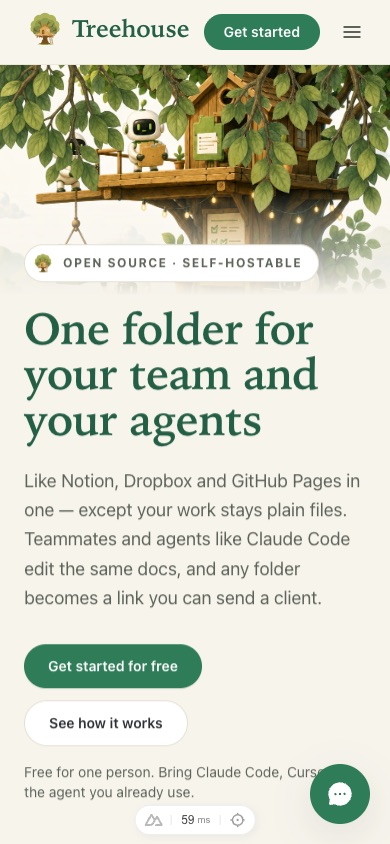 Treehouse
Get started
OPEN SOURCE · SELF-HOSTABLE
One folder for
your team and
your agents
Like Notion, Dropbox and GitHub Pages in
one — except your work stays plain files.
Teammates and agents like Claude Code
edit the same docs, and any folder
becomes a link you can send a client.
Get started for free
See how it works
Free for one person. Bring Claude Code,
the agent you already use.
59 ms